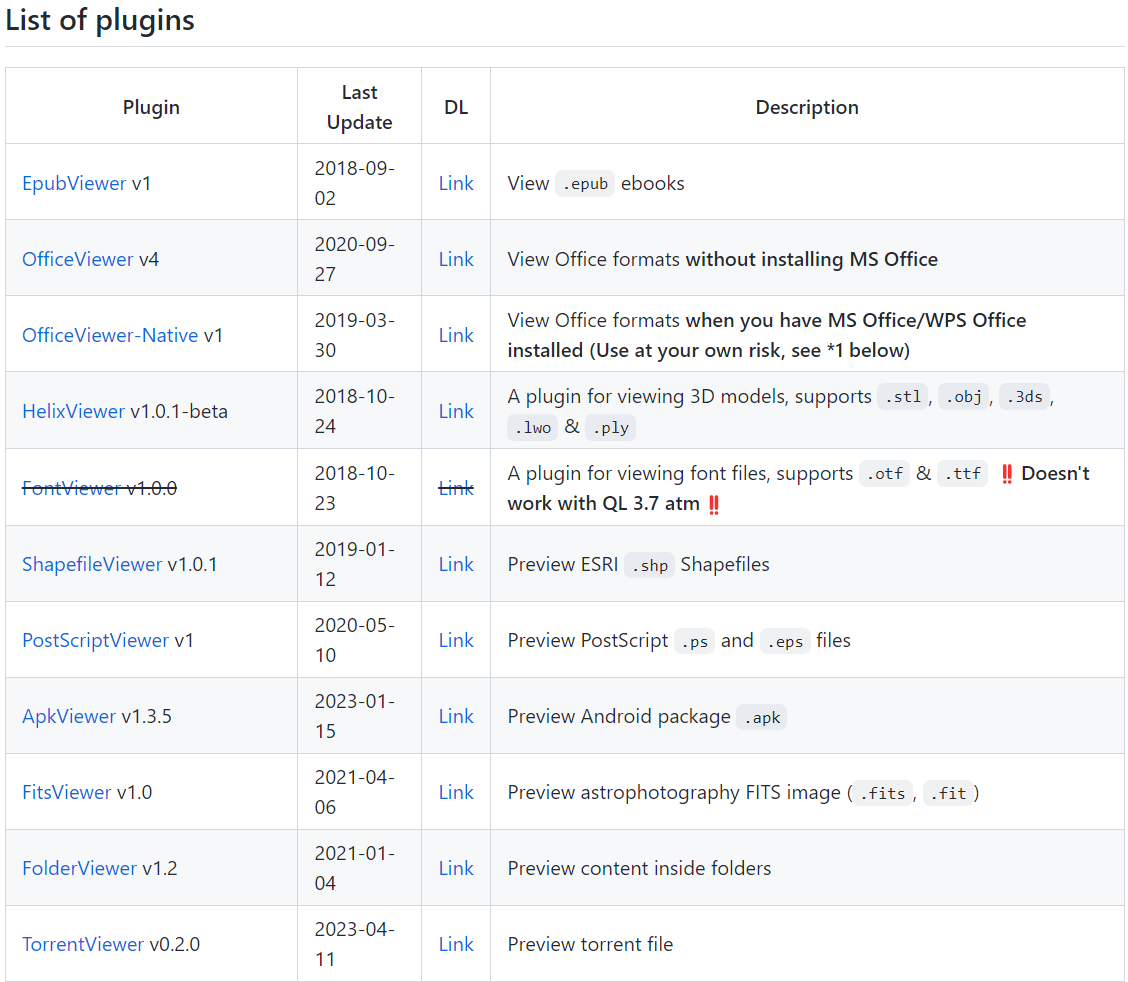 List of plugins
Plugin
Last
Update
DL
Description
EpubViewer v1
2018-09-
02
Link
View .epub ebooks
OfficeViewer v4
2020-09-
27
Link
View Office formats without installing MS Office
OfficeViewer-Native v1
2019-03-
30
Link
View Office formats when you have MS Office/WPS Office
installed (Use at your own risk, see *1 below)
HelixViewer v1.0.1-beta
2018-10-
24
Link
A plugin for viewing 3D models, supports .stl, .obj, .3ds,
.lwo & .ply
FontViewer v1.0.0
2018-10-
23
Link
A plugin for viewing font files, supports .otf & .ttf ‼ Doesn't
work with QL 3.7 atm ‼
ShapefileViewer v1.0.1
2019-01-
12
Link
Preview ESRI .shp Shapefiles
PostScriptViewer v1
2020-05-
10
Link
Preview PostScript .ps and .eps files
ApkViewer v1.3.5
2023-01-
15
Link
Preview Android package .apk
FitsViewer v1.0
2021-04-
06
Link
Preview astrophotography FITS image (.fits, .fit)
FolderViewer v1.2
2021-01-
04
Link
Preview content inside folders
TorrentViewer v0.2.0
2023-04-
11
Link
Preview torrent file